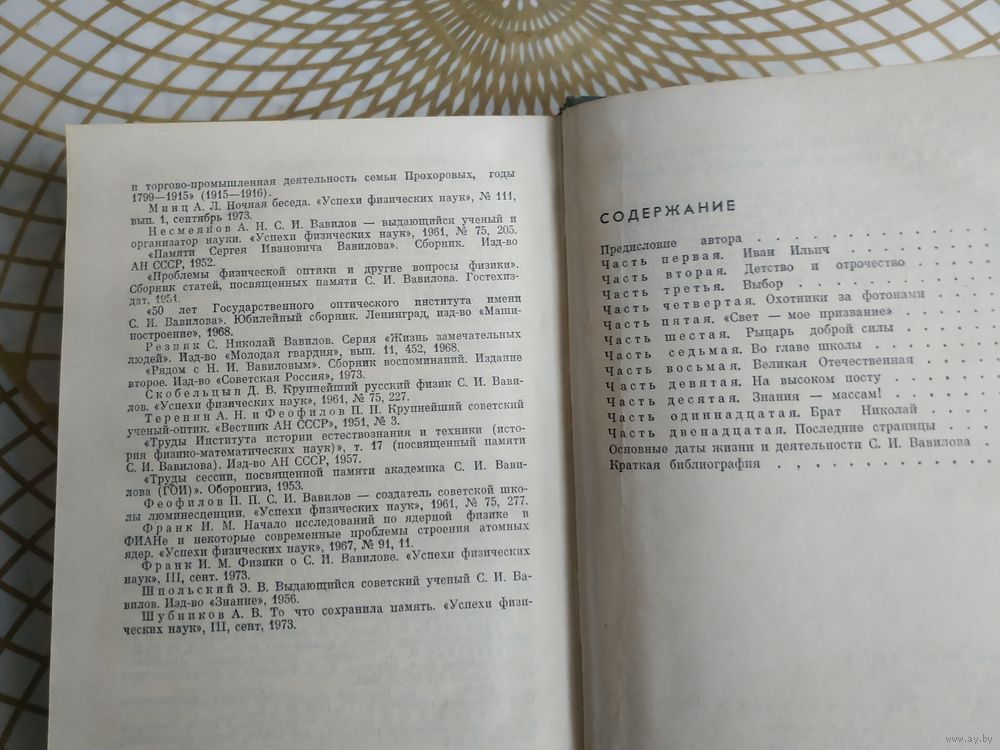 и торгово-промышленная деятельность семьи Прохоровых, годы
1799—1915» (1915—1916).
Минц А. Л. Ночная беседа. «Успехи физических наук», № 111,
вып. 1, сентябрь 1973.
Несмеянов А. Н. С. И. Вавилов — выдающийся ученый и
организатор науки. «Успехи физических наук», 1961, № 75, 205.
«Памяти Сергея Ивановича Вавилова». Сборник. Изд-во
АН СССР, 1952.
«Проблемы физической оптики и другие вопросы физики».
Сборник статей, посвященных памяти С. И. Вавилова. Гостехиз-
дат, 1951.
«50 лет Государственного оптического института имени
С. И. Вавилова». Юбилейный сборник. Ленинград, изд-во «Маши-
ностроение», 1968.
Резник С. Николай Вавилов. Серия «Жизнь замечательных
людей». Изд-во «Молодая гвардия», вып. 11, 452, 1968.
«Рядом с Н. И. Вавиловым». Сборник воспоминаний. Издание
второе. Изд-во «Советская Россия», 1973.
Скобельцын Д. В. Крупнейший русский физик С. И. Вави-
лов. «Успехи физических наук», 1961, № 75, 227.
Теренин А. Н. и Феофилов П. П. Крупнейший советский
ученый-оптик. «Вестник АН СССР», 1951, № 3.
«Труды Института истории естествознания и техники (исто-
рия физико-математических наук)», т. 17 (посвященный памяти
С. И. Вавилова). Изд-во АН СССР, 1957.
«Труды сессии, посвященной памяти академика С. И. Вави-
лова (ГОИ)». Оборонгиз, 1953.
Феофилов П. П. С. И. Вавилов — создатель советской шко-
лы люминесценции. «Успехи физических наук», 1961, № 75, 277.
Франк И. М. Начало исследований по ядерной физике в
ФИАНе и некоторые современные проблемы строения атомных
ядер. «Успехи физических наук», 1967, № 91, 11.
Франк И. М. Физики о С. И. Вавилове. «Успехи физических
наук», III, сент. 1973.
Шпольский Э. В. Выдающийся советский ученый С. И. Ва-
вилов. Изд-во «Знание», 1956.
Шубников А. В. То что сохранила память. «Успехи физи-
ческих наук», III, сент. 1973.
СОДЕРЖАНИЕ
Предисловие автора . . . . . . . .
Часть первая. Иван Ильич . . . . .
Часть вторая. Детство и отрочество . . .
Часть третья. Выбор . . . . . . .
Часть четвертая. Охотники за фотонами . . .
Часть пятая. «Свет — мое призвание» . . .
Часть шестая. Рыцарь доброй силы . . .
Часть седьмая. Во главе школы . . . .
Часть восьмая. Великая Отечественная . . .
Часть девятая. На высоком посту . . . .
Часть десятая. Знания — массам! . . . .
Часть одиннадцатая. Брат Николай . . .
Часть двенадцатая. Последние страницы . . .
Основные даты жизни и деятельности С. И. Вавилова . .
Краткая библиография . . . . . . .
www.ay.by